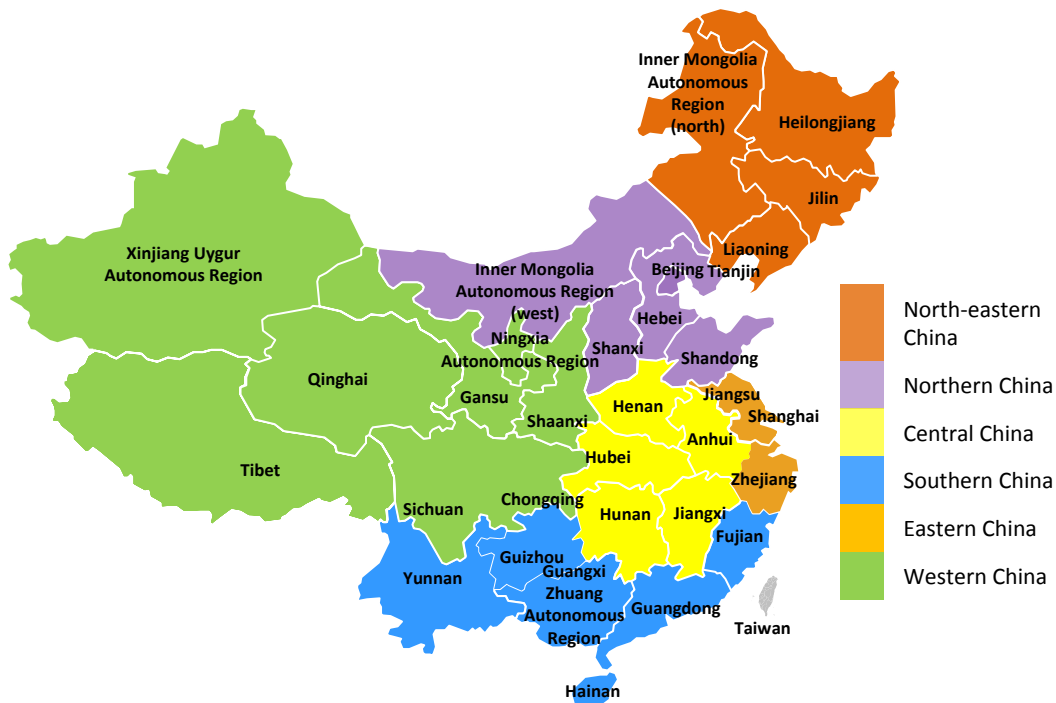 Inner Mongolia
Autonomous
Region
(north)
Heilongjiang
Jilin
Liaoning
Xinjiang Uygur
Autonomous Region
Inner Mongolia
Autonomous Region
(west)
Beijing
Tianjin
Hebei
Ningxia
Autonomous Region
Shanxi
Shandong
Qinghai
Gansu
Shaanxi
Henan
Jiangsu
Shanghai
Anhui
Hubei
Zhejiang
Tibet
Sichuan
Chongqing
Hunan
Jiangxi
Fujian
Guizhou
Yunnan
Guangxi
Zhuang
Autonomous
Region
Guangdong
Taiwan
Hainan
North-eastern
China
Northern China
Central China
Southern China
Eastern China
Western China